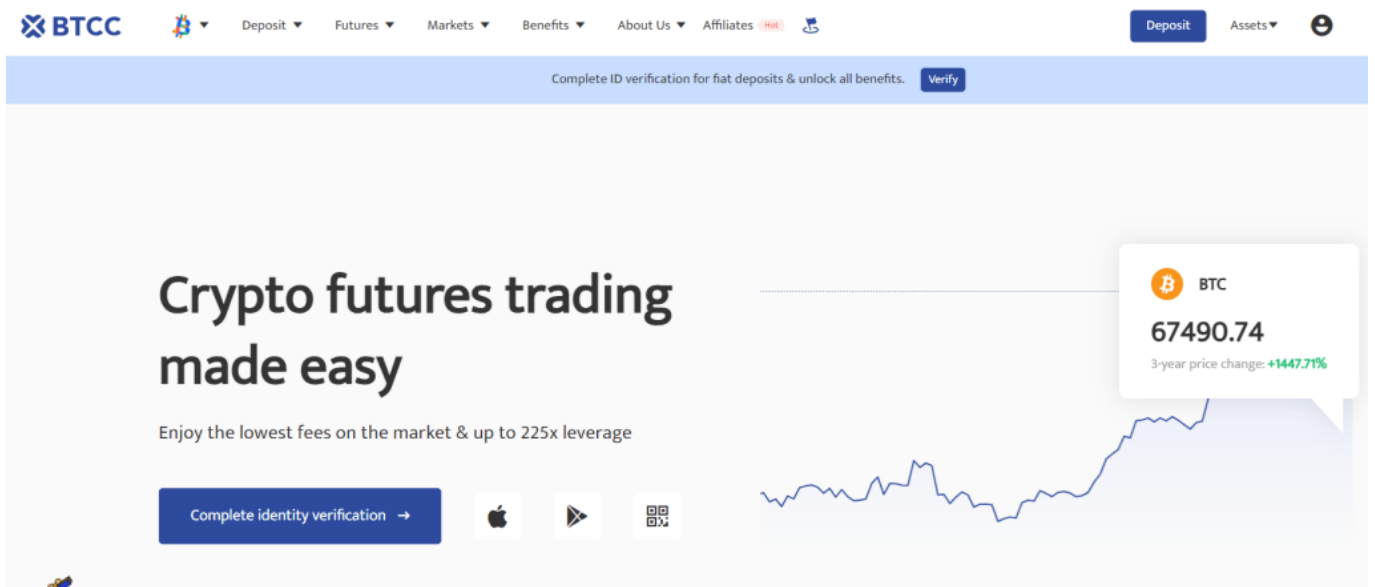 BTCC
Deposit Futures Markets Benefits About Us Affiliates Hot Deposit Assets
Complete ID verification for fiat deposits & unlock all benefits. Verify
BTC
67490.74
3-year price change: +1447.71%
Crypto futures trading
made easy
Enjoy the lowest fees on the market & up to 225x leverage
Complete identity verification →